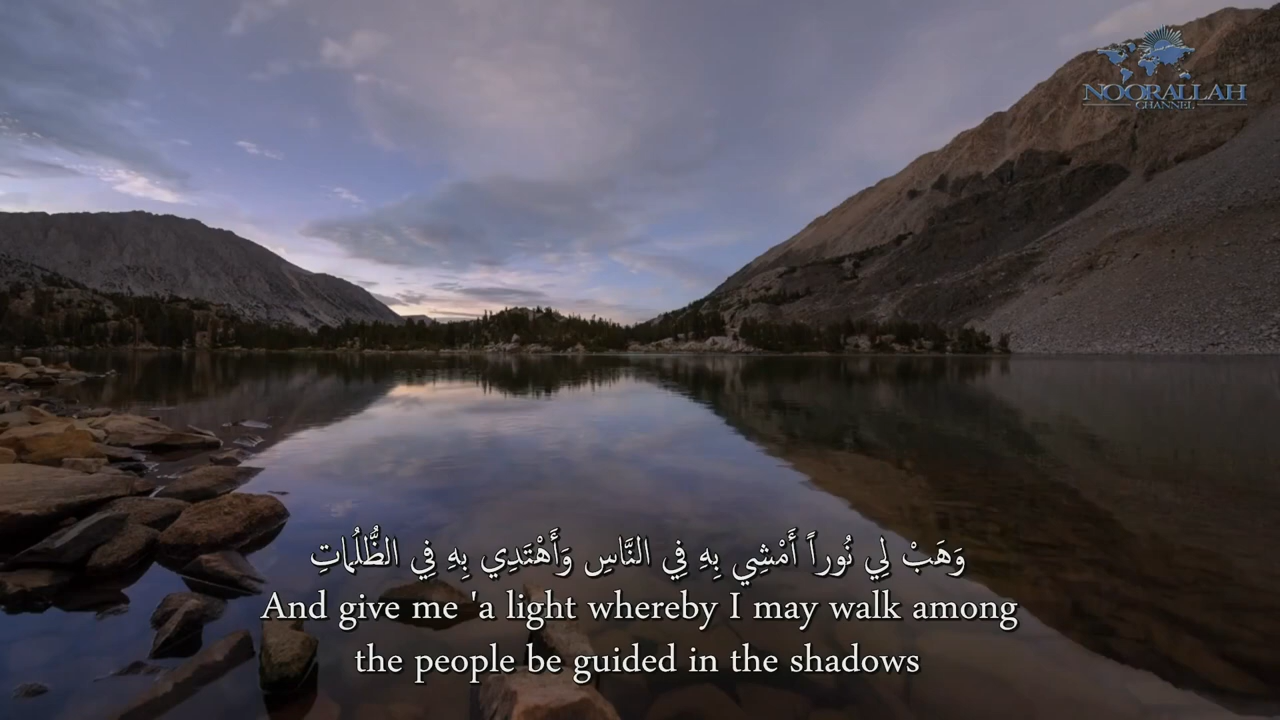 NOORALLAH
CHANNEL
وَهَبْ لِي نُوراً أَمْشِي بِهِ فِي النَّاسِ وَأَهْتَدِي بِهِ فِي الظُّلُمَاتِ
And give me 'a light whereby I may walk among
the people be guided in the shadows